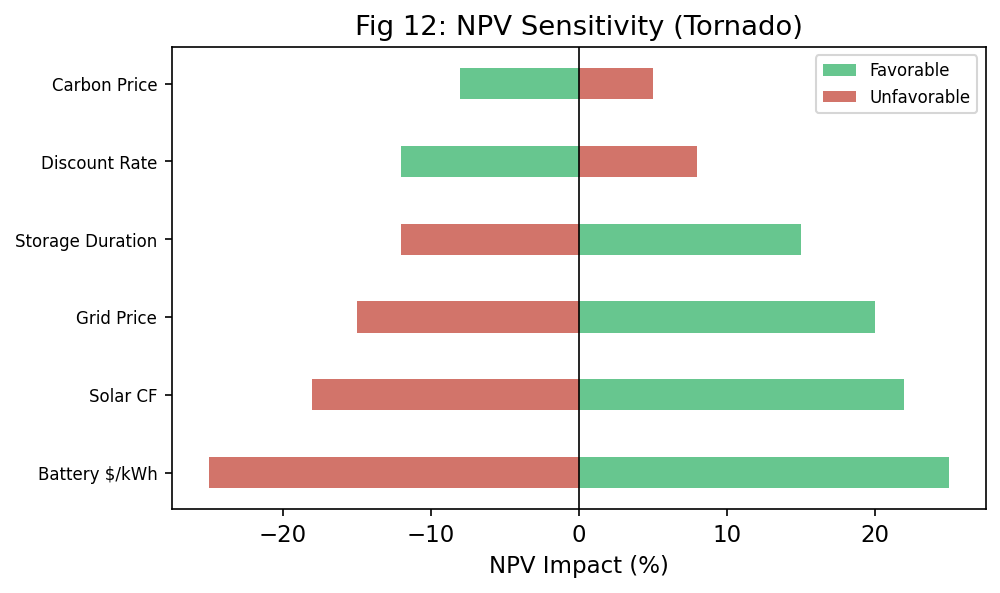 Fig 12: NPV Sensitivity (Tornado)
Favorable
Unfavorable
Carbon Price
Discount Rate
Storage Duration
Grid Price
Solar CF
Battery $/kWh
−20 −10 0 10 20
NPV Impact (%)